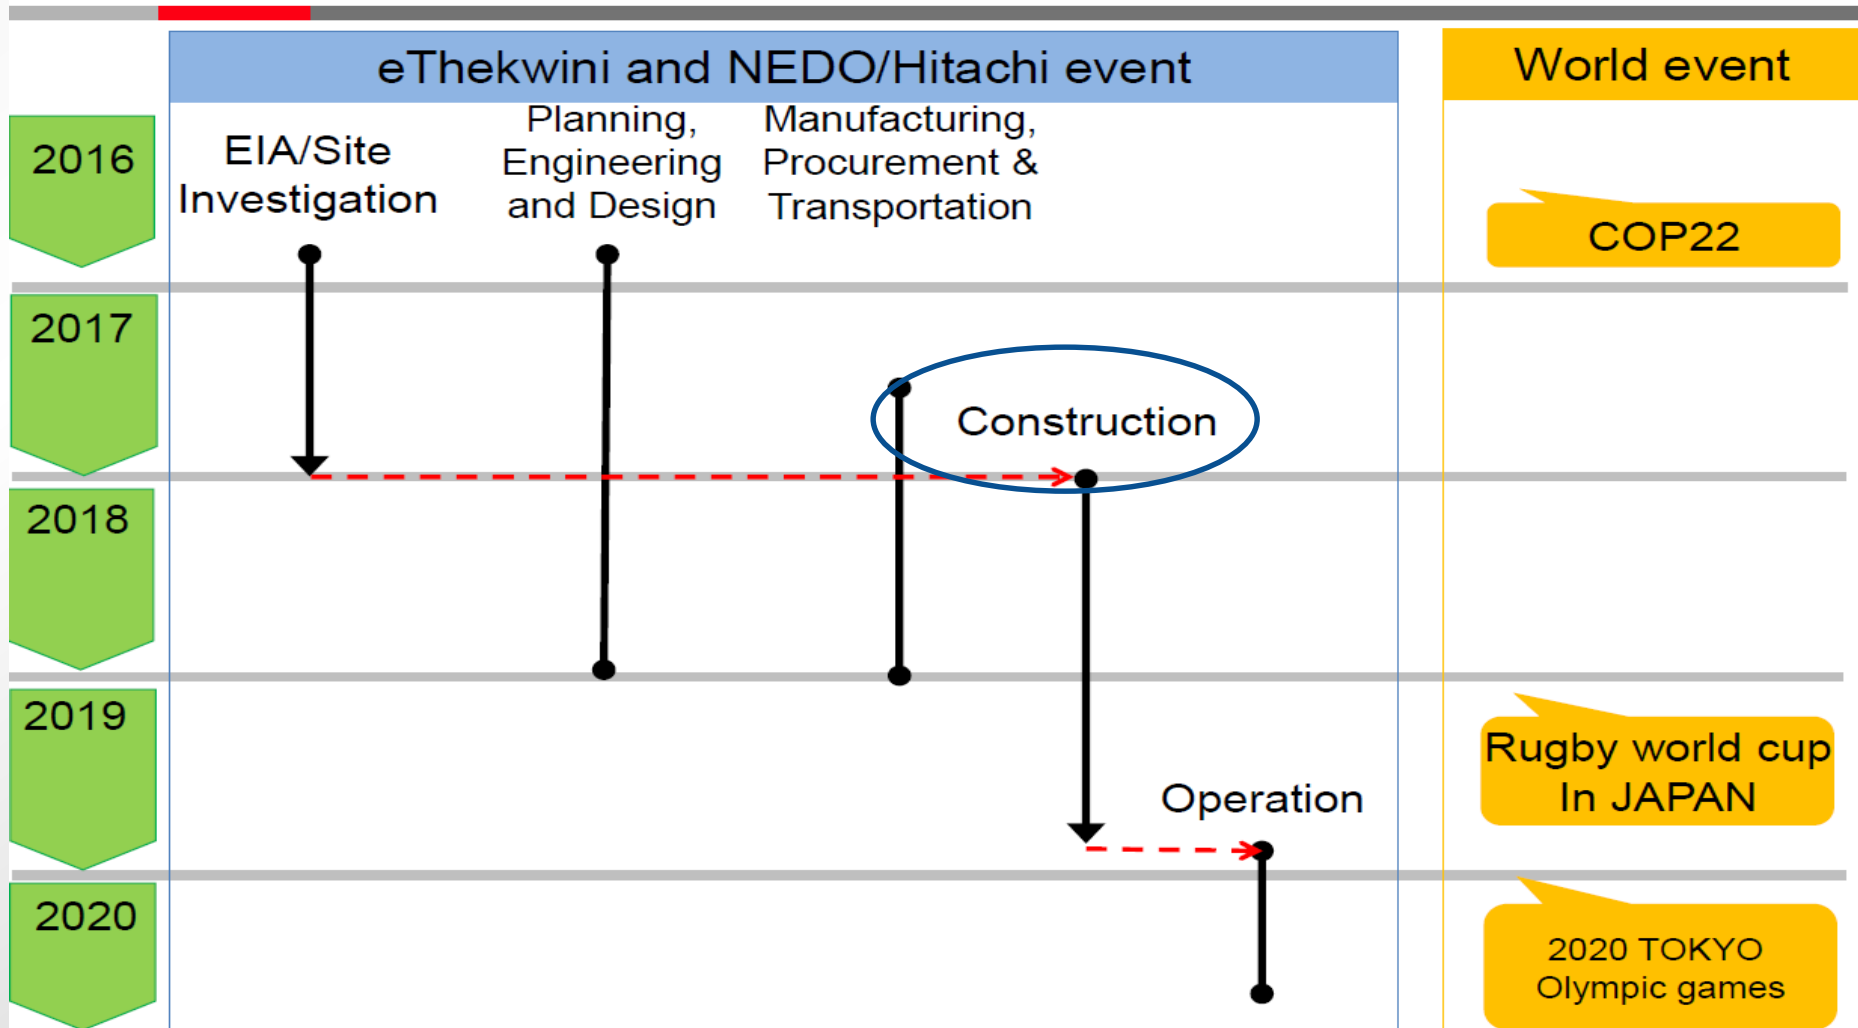 eThekwini and NEDO/Hitachi event
World event
2016
EIA/Site
Investigation
Planning,
Engineering
and Design
Manufacturing,
Procurement &
Transportation
COP22
2017
Construction
2018
2019
Rugby world cup
In JAPAN
Operation
2020
2020 TOKYO
Olympic games